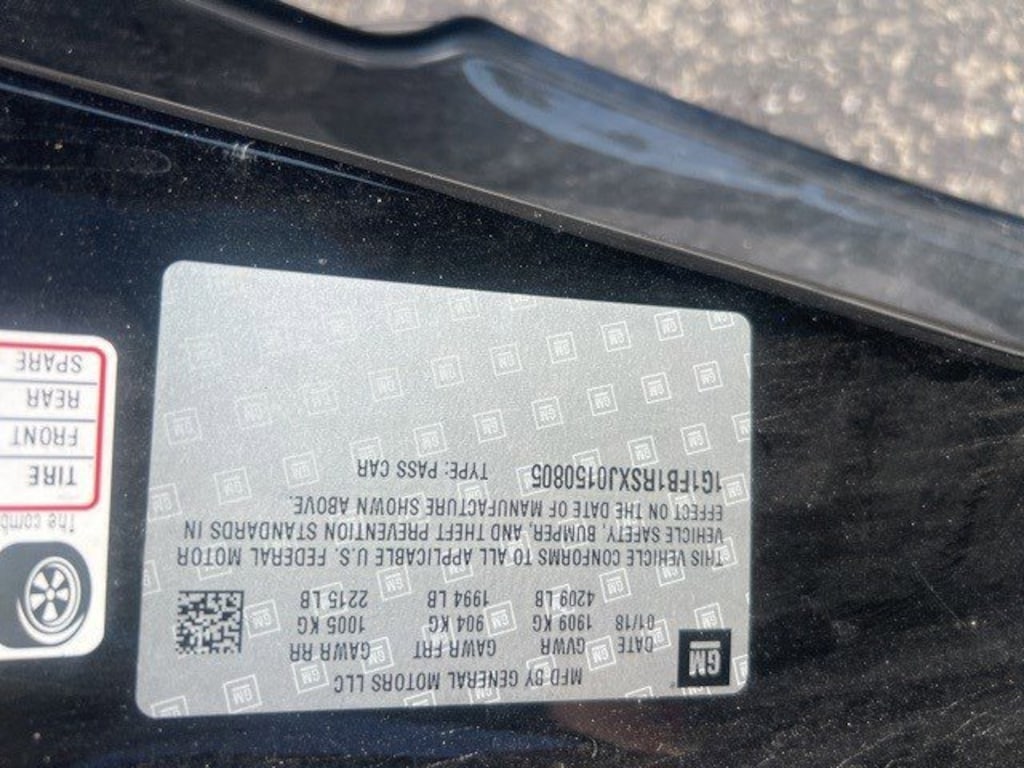 GM
MFD BY GENERAL MOTORS LLC
DATE GVWR GAWR FRT GAWR RR
01/18 1909 KG 904 KG 1005 KG
4209 LB 1994 LB 2215 LB
THIS VEHICLE CONFORMS TO ALL APPLICABLE U.S. FEDERAL MOTOR
VEHICLE SAFETY, BUMPER, AND THEFT PREVENTION STANDARDS IN
EFFECT ON THE DATE OF MANUFACTURE SHOWN ABOVE.
1G1FB1RSXJ0150805 TYPE: PASS CAR
The
TIRE
FRONT
REAR
SPARE